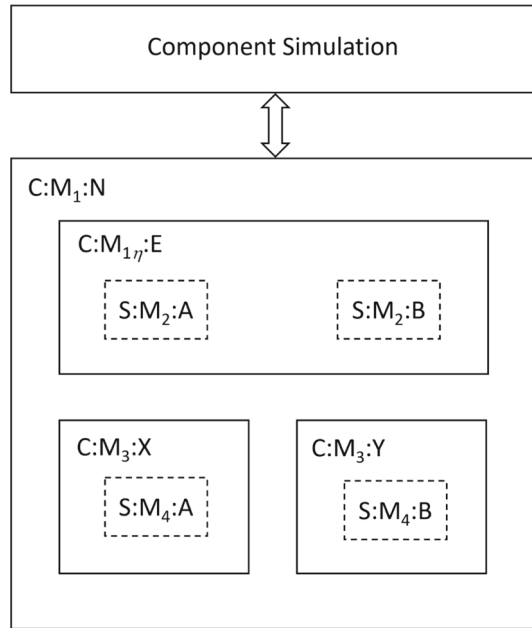 Component Simulation
C:M₁:N
C:M₁η:E
S:M₂:A S:M₂:B
C:M₃:X C:M₃:Y
S:M₄:A S:M₄:B